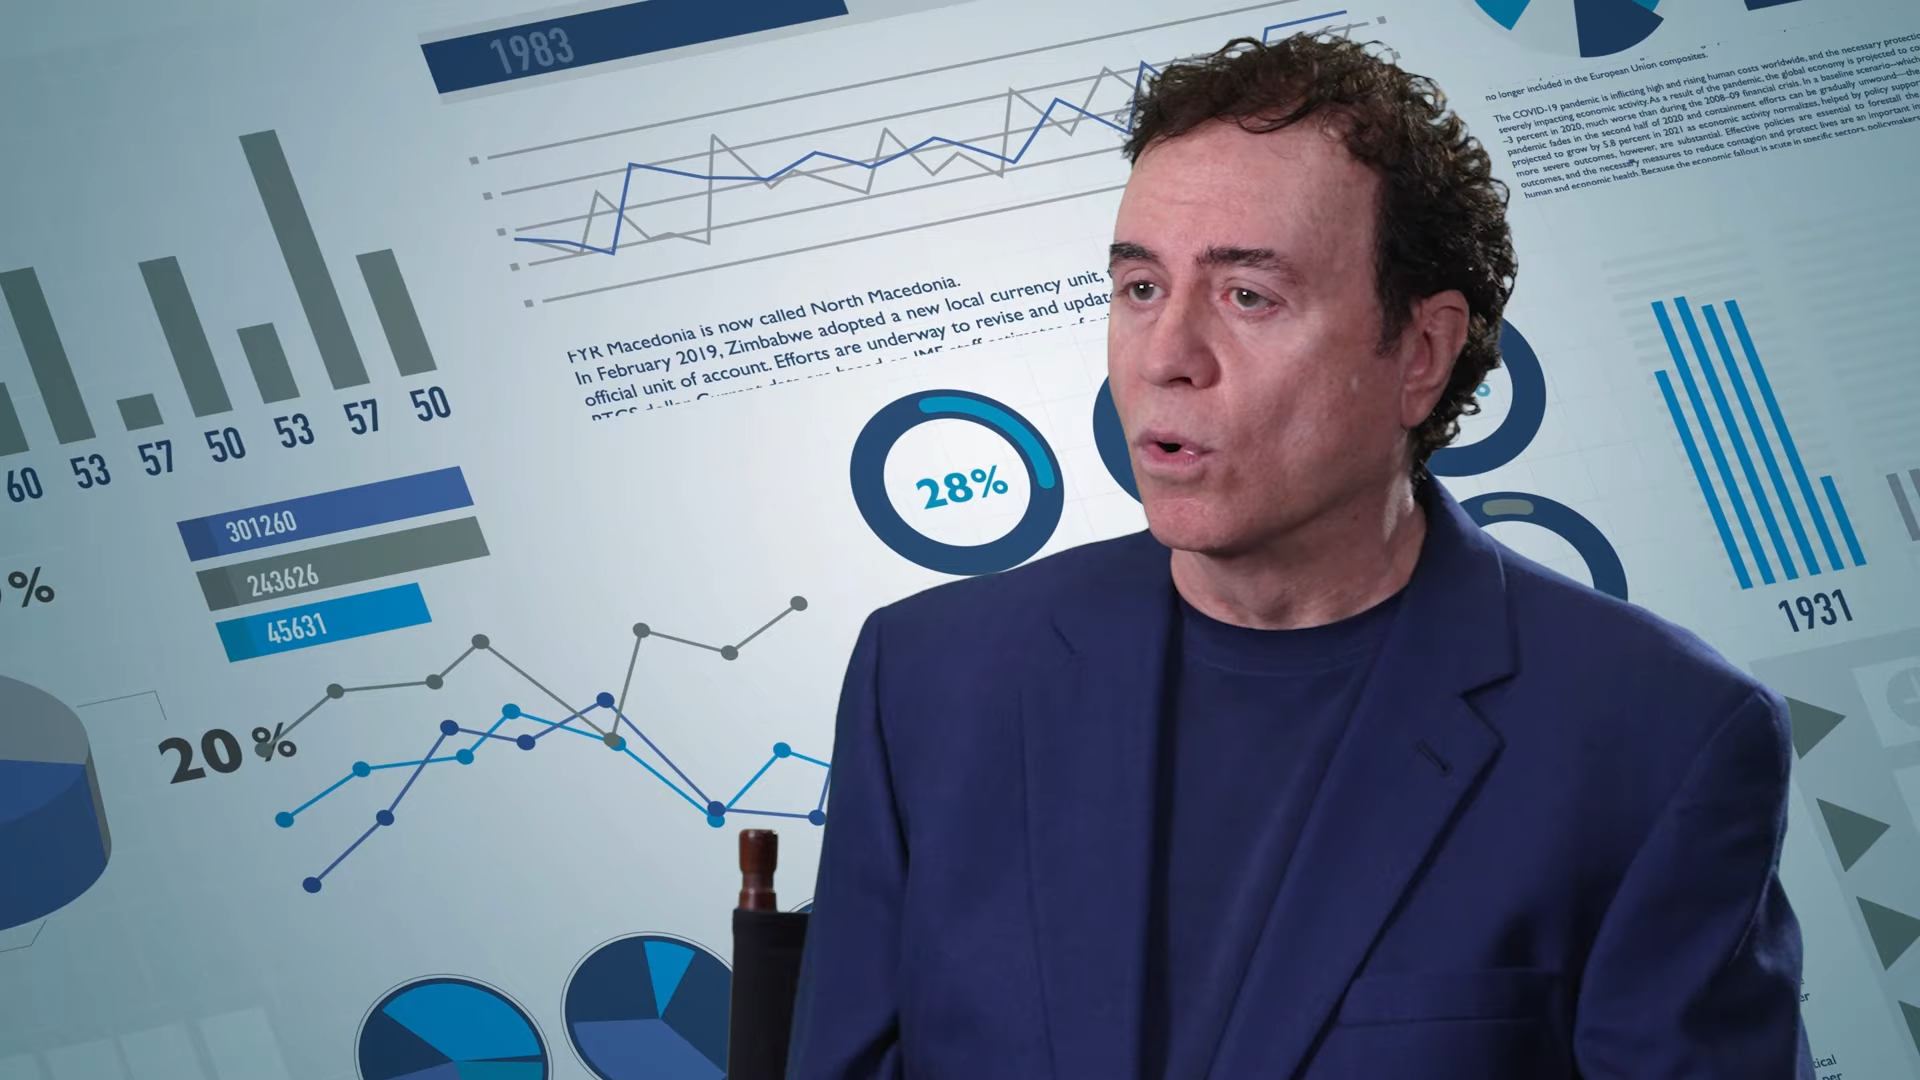 1983
no longer included in the European Union composites.
The COVID-19 pandemic is inflicting high and rising human costs worldwide, and the necessary protectio
severely impacting economic activity. As a result of the pandemic, the global economy is projected to co
–3 percent in 2020, much worse than during the 2008–09 financial crisis. In a baseline scenario—which
pandemic fades in the second half of 2020 and containment efforts can be gradually unwound—the
projected to grow by 5.8 percent in 2021 as economic activity normalizes, helped by policy suppor
more severe outcomes, however, are substantial. Effective policies are essential to forestall the
outcomes, and the necessary measures to reduce contagion and protect lives are an important in
human and economic health. Because the economic fallout is acute in specific sectors, policymakers
FYR Macedonia is now called North Macedonia.
In February 2019, Zimbabwe adopted a new local currency unit,
official unit of account. Efforts are underway to revise and updat
60 53 57 50 53 57 50
28%
301260
243626
45631
%
1931
20 %